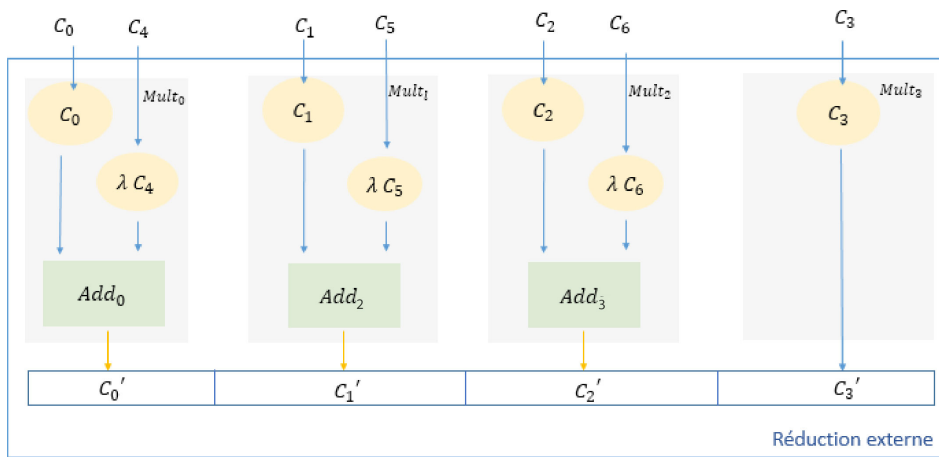 C₀ C₄ C₁ C₅ C₂ C₆ C₃
Mult₀ Multₗ Mult₂ Mult₃
C₀ C₁ C₂ C₃
λ C₄ λ C₅ λ C₆
Add₀ Add₂ Add₃
C₀′ C₁′ C₂′ C₃′
Réduction externe